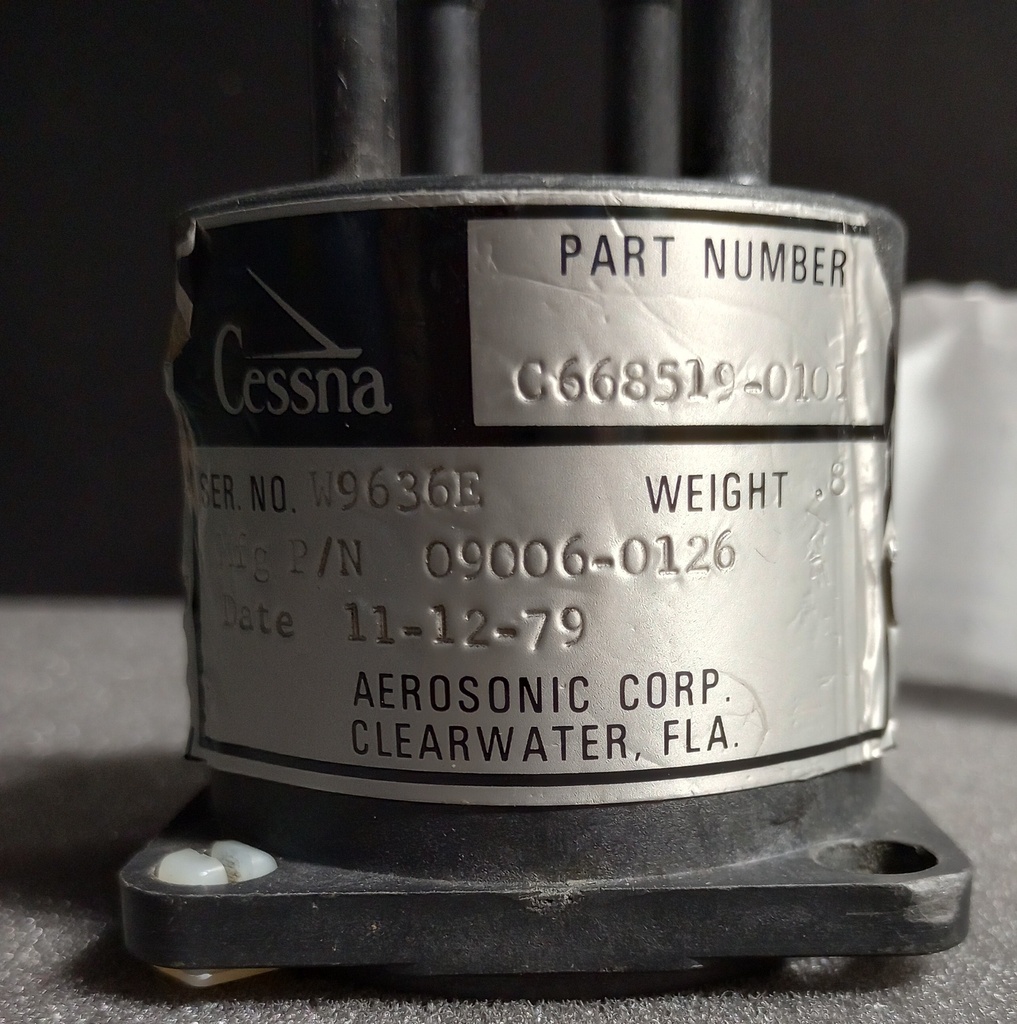 Cessna
PART NUMBER
C668519-0101
SER. NO. W9636E WEIGHT .8
Mfg P/N 09006-0126
Date 11-12-79
AEROSONIC CORP.
CLEARWATER, FLA.